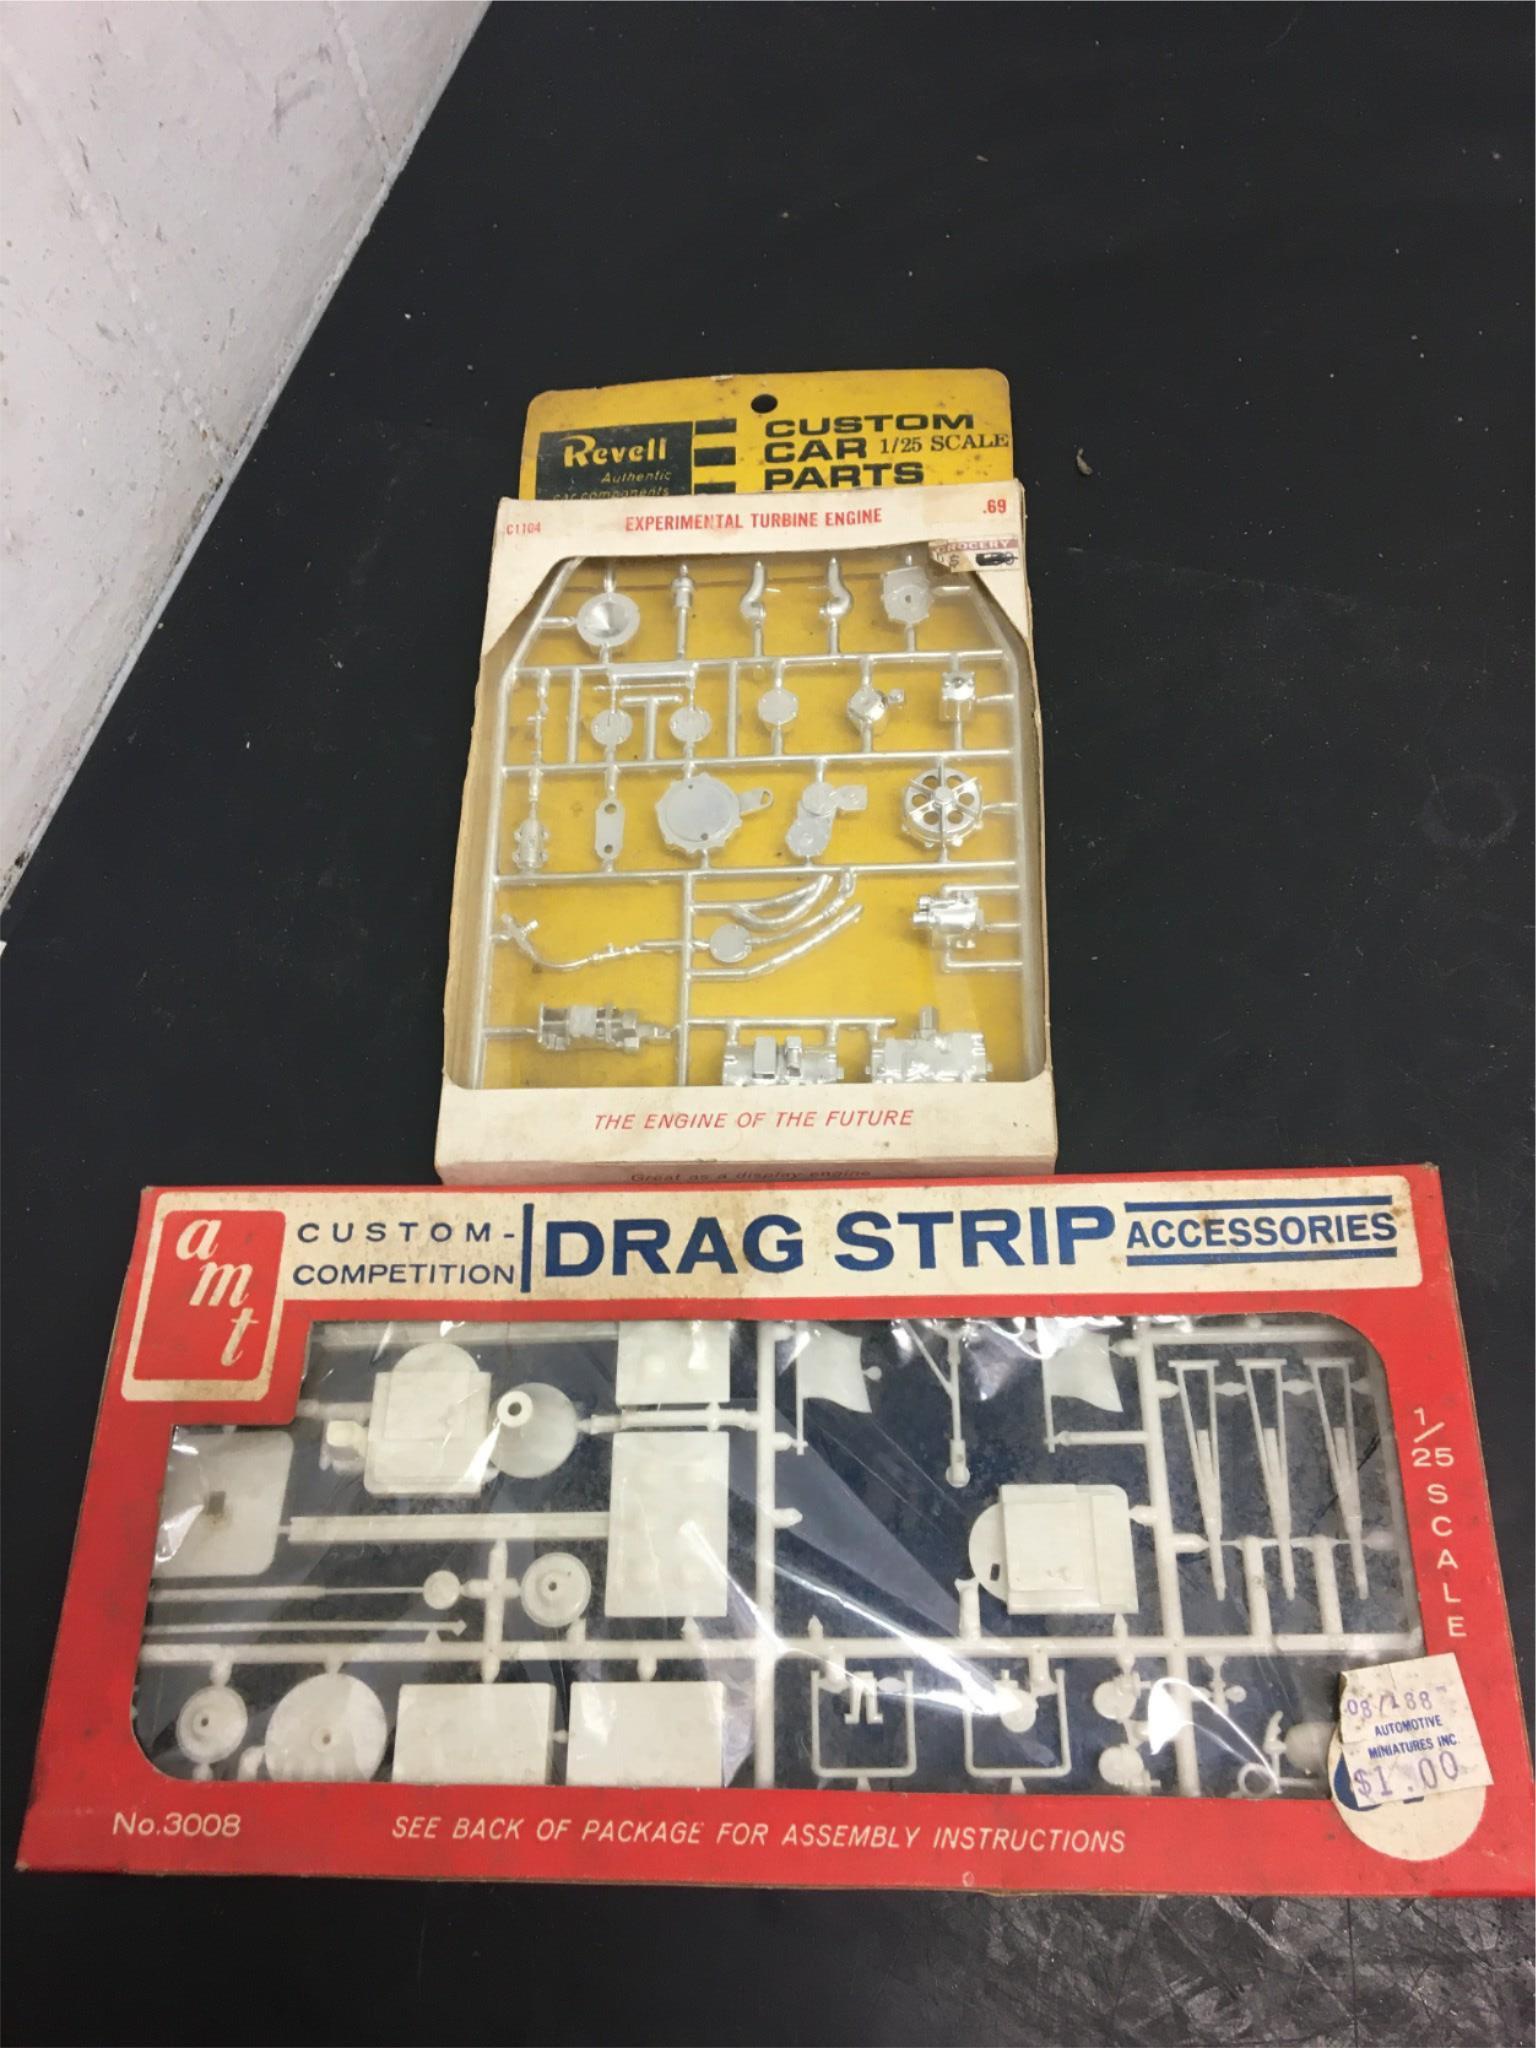 Revell
Authentic
car components
CUSTOM
CAR 1/25 SCALE
PARTS
C1104
EXPERIMENTAL TURBINE ENGINE
.69
GROCERY
$
THE ENGINE OF THE FUTURE
Great as a display engine
amt
CUSTOM-
COMPETITION
DRAG STRIP
ACCESSORIES
1/25 SCALE
AUTOMOTIVE
MINIATURES INC
$1.00
No.3008
SEE BACK OF PACKAGE FOR ASSEMBLY INSTRUCTIONS